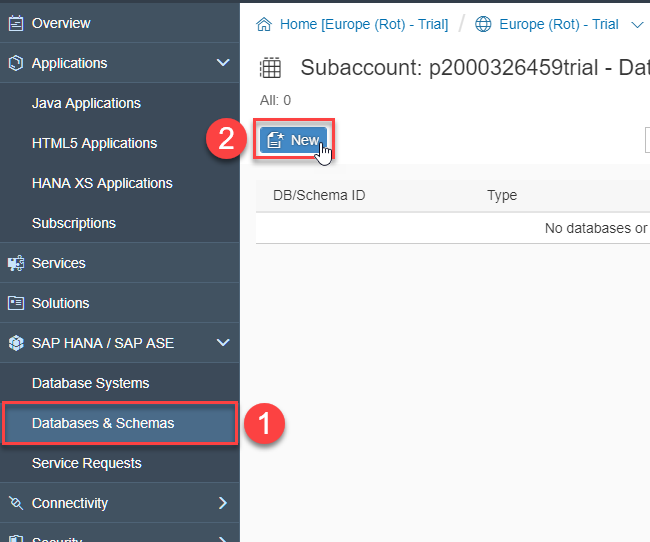 Overview
Applications
Java Applications
HTML5 Applications
HANA XS Applications
Subscriptions
Services
Solutions
SAP HANA / SAP ASE
Database Systems
Databases & Schemas
1
Service Requests
Connectivity
Security
Home [Europe (Rot) - Trial] / Europe (Rot) - Trial
Subaccount: p2000326459trial - Dat
All: 0
2
New
DB/Schema ID Type
No databases or